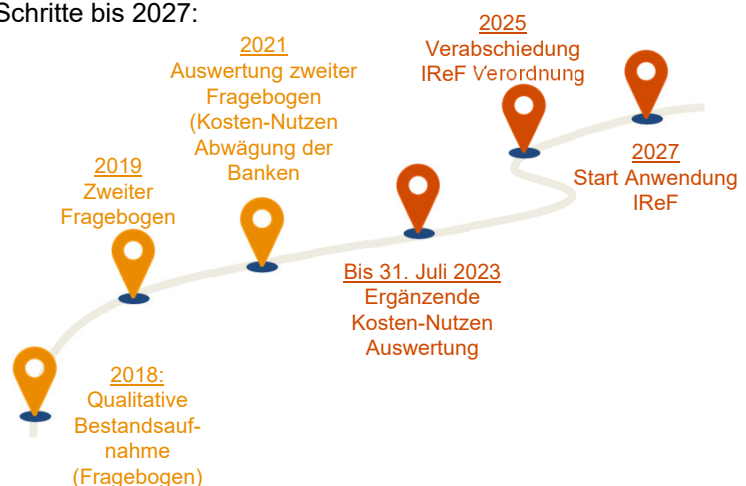 Schritte bis 2027:
2018:
Qualitative
Bestandsauf-
nahme
(Fragebogen)
2019
Zweiter
Fragebogen
2021
Auswertung zweiter
Fragebogen
(Kosten-Nutzen
Abwägung der
Banken
Bis 31. Juli 2023
Ergänzende
Kosten-Nutzen
Auswertung
2025
Verabschiedung
IReF Verordnung
2027
Start Anwendung
IReF